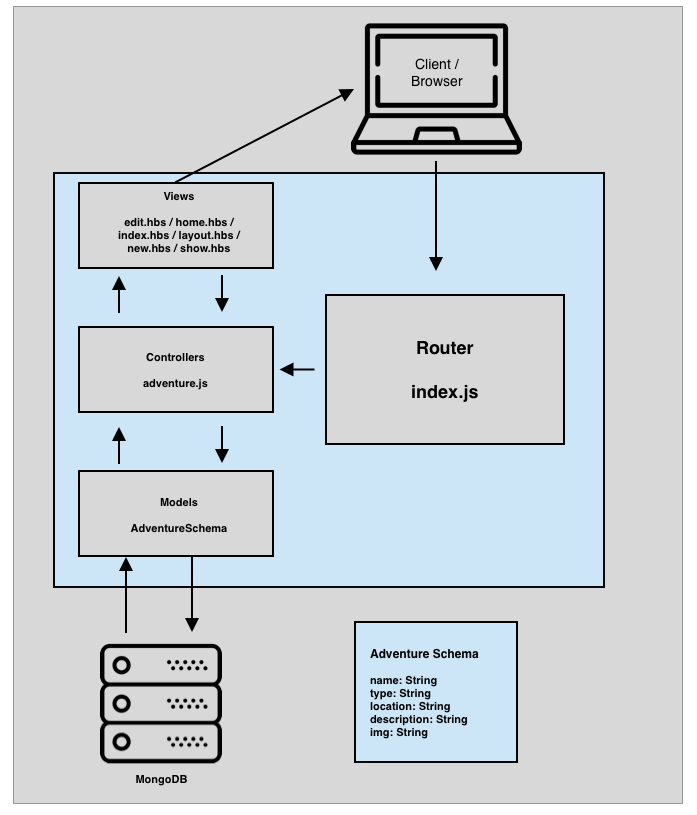 Client /
Browser
Views
edit.hbs / home.hbs /
index.hbs / layout.hbs /
new.hbs / show.hbs
Controllers
adventure.js
Router
index.js
Models
AdventureSchema
Adventure Schema
name: String
type: String
location: String
description: String
img: String
MongoDB